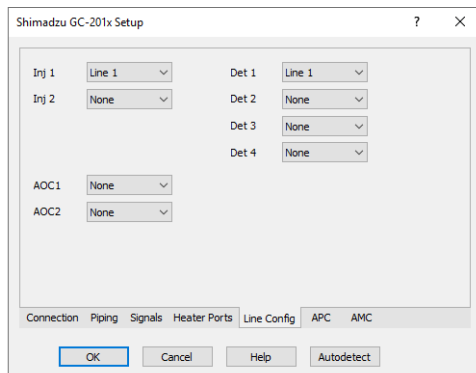 Shimadzu GC-201x Setup ?
Inj 1 Line 1 Det 1 Line 1
Inj 2 None Det 2 None
Det 3 None
Det 4 None
AOC1 None
AOC2 None
Connection Piping Signals Heater Ports Line Config APC AMC
OK Cancel Help Autodetect